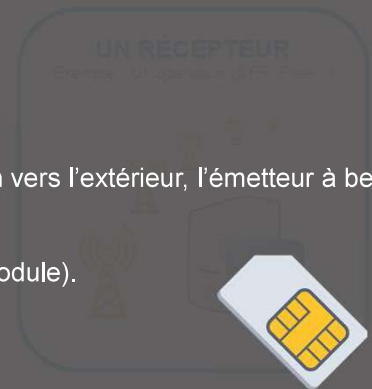 UN RÉCEPTEUR
vers l’extérieur, l’émetteur à be
odule).